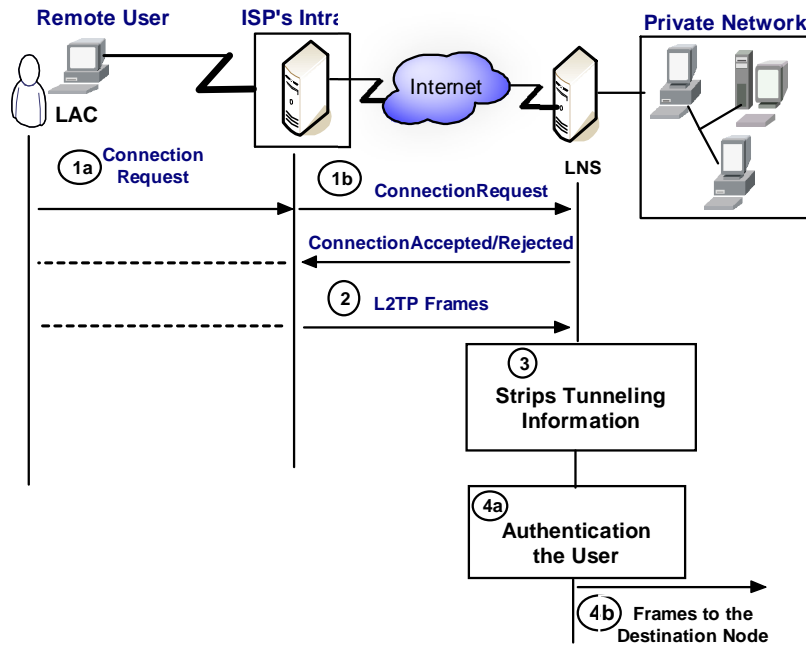 Remote User
ISP's Intra
Private Network
Internet
LAC
LNS
1a
Connection
Request
1b
ConnectionRequest
ConnectionAccepted/Rejected
2
L2TP Frames
3
Strips Tunneling
Information
4a
Authentication
the User
4b
Frames to the
Destination Node